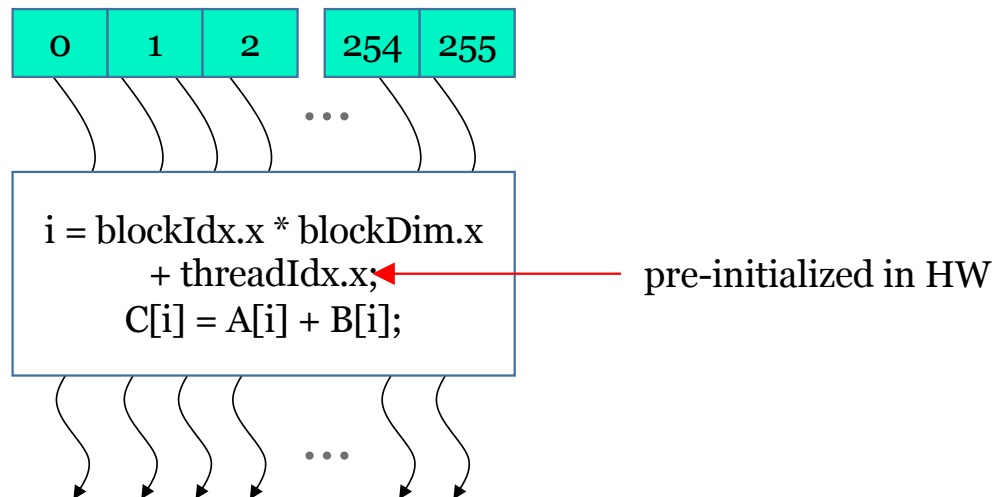 0 1 2 254 255
...
i = blockIdx.x * blockDim.x
+ threadIdx.x;
pre-initialized in HW
C[i] = A[i] + B[i];
...